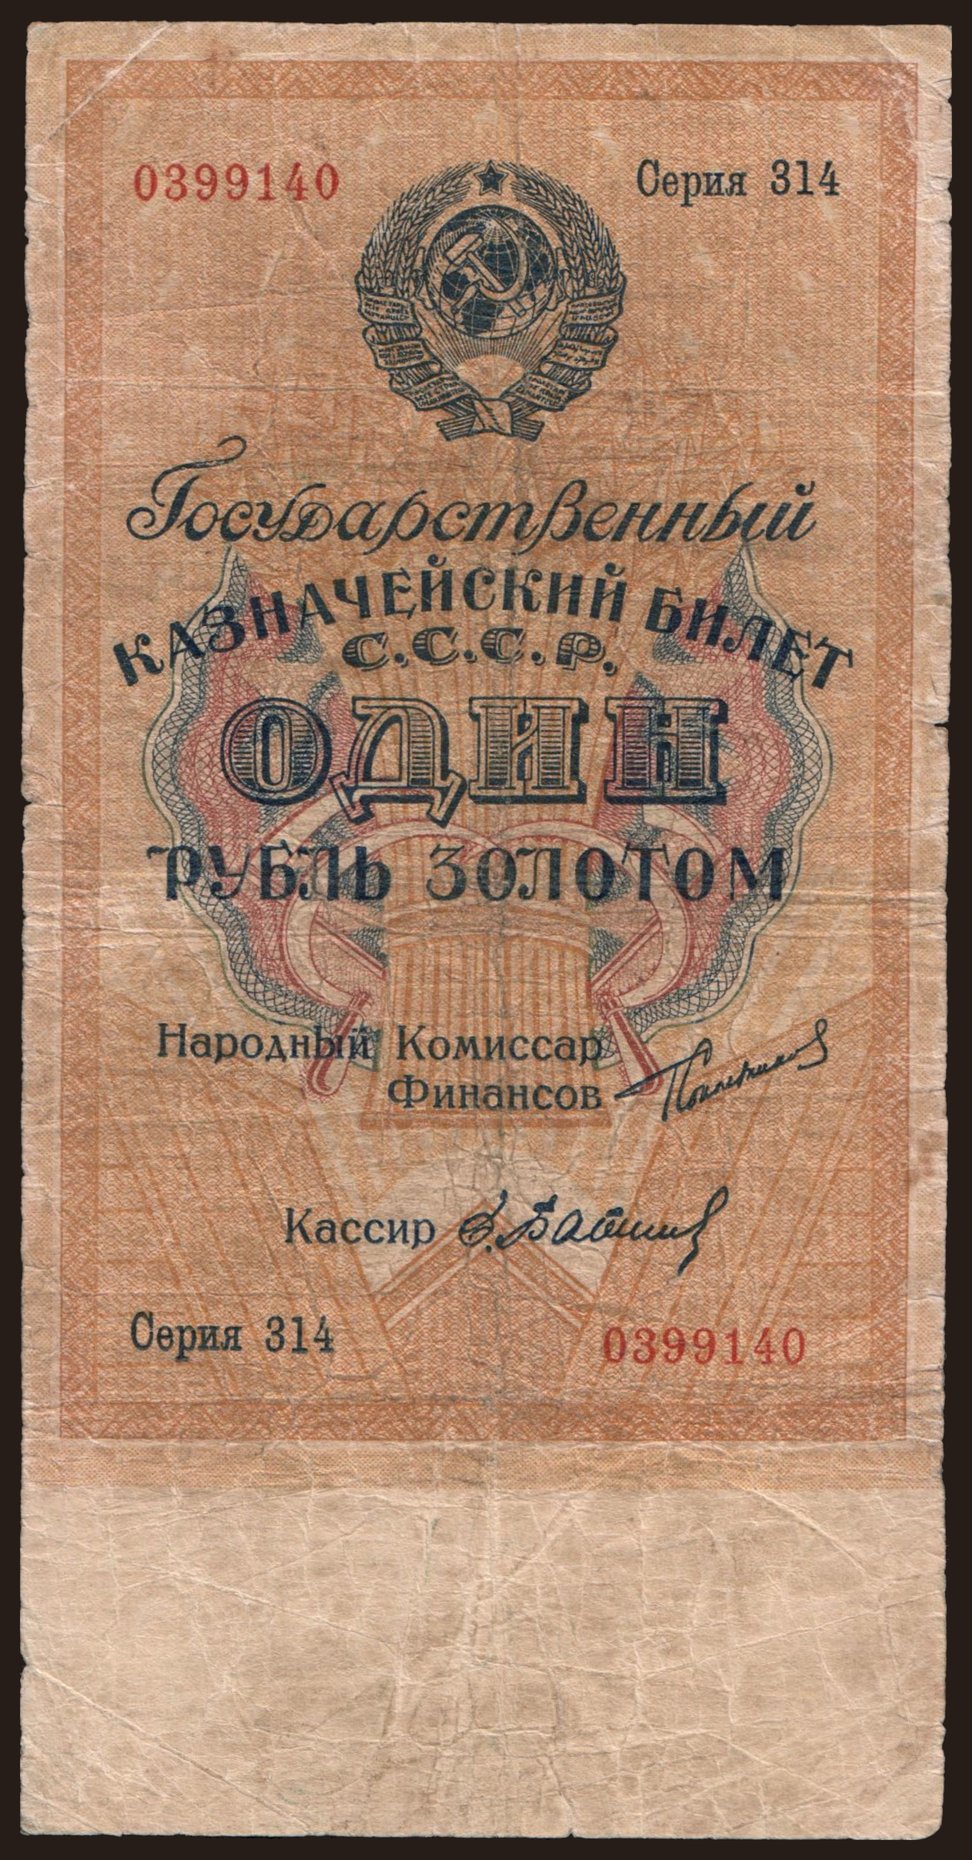 0399140 Серия 314
Государственный
КАЗНАЧЕЙСКИЙ БИЛЕТ
С.С.С.Р.
ОДИН
РУБЛЬ ЗОЛОТОМ
Народный Комиссар
Финансов
Кассир
Серия 314 0399140